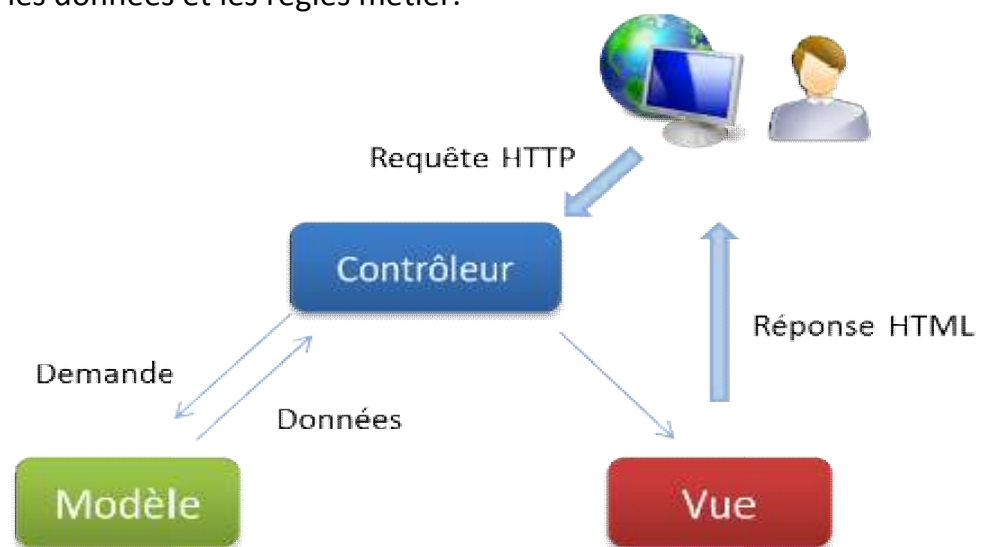 les données et les règles métier.
Requête HTTP
Contrôleur
Réponse HTML
Demande
Données
Modèle
Vue